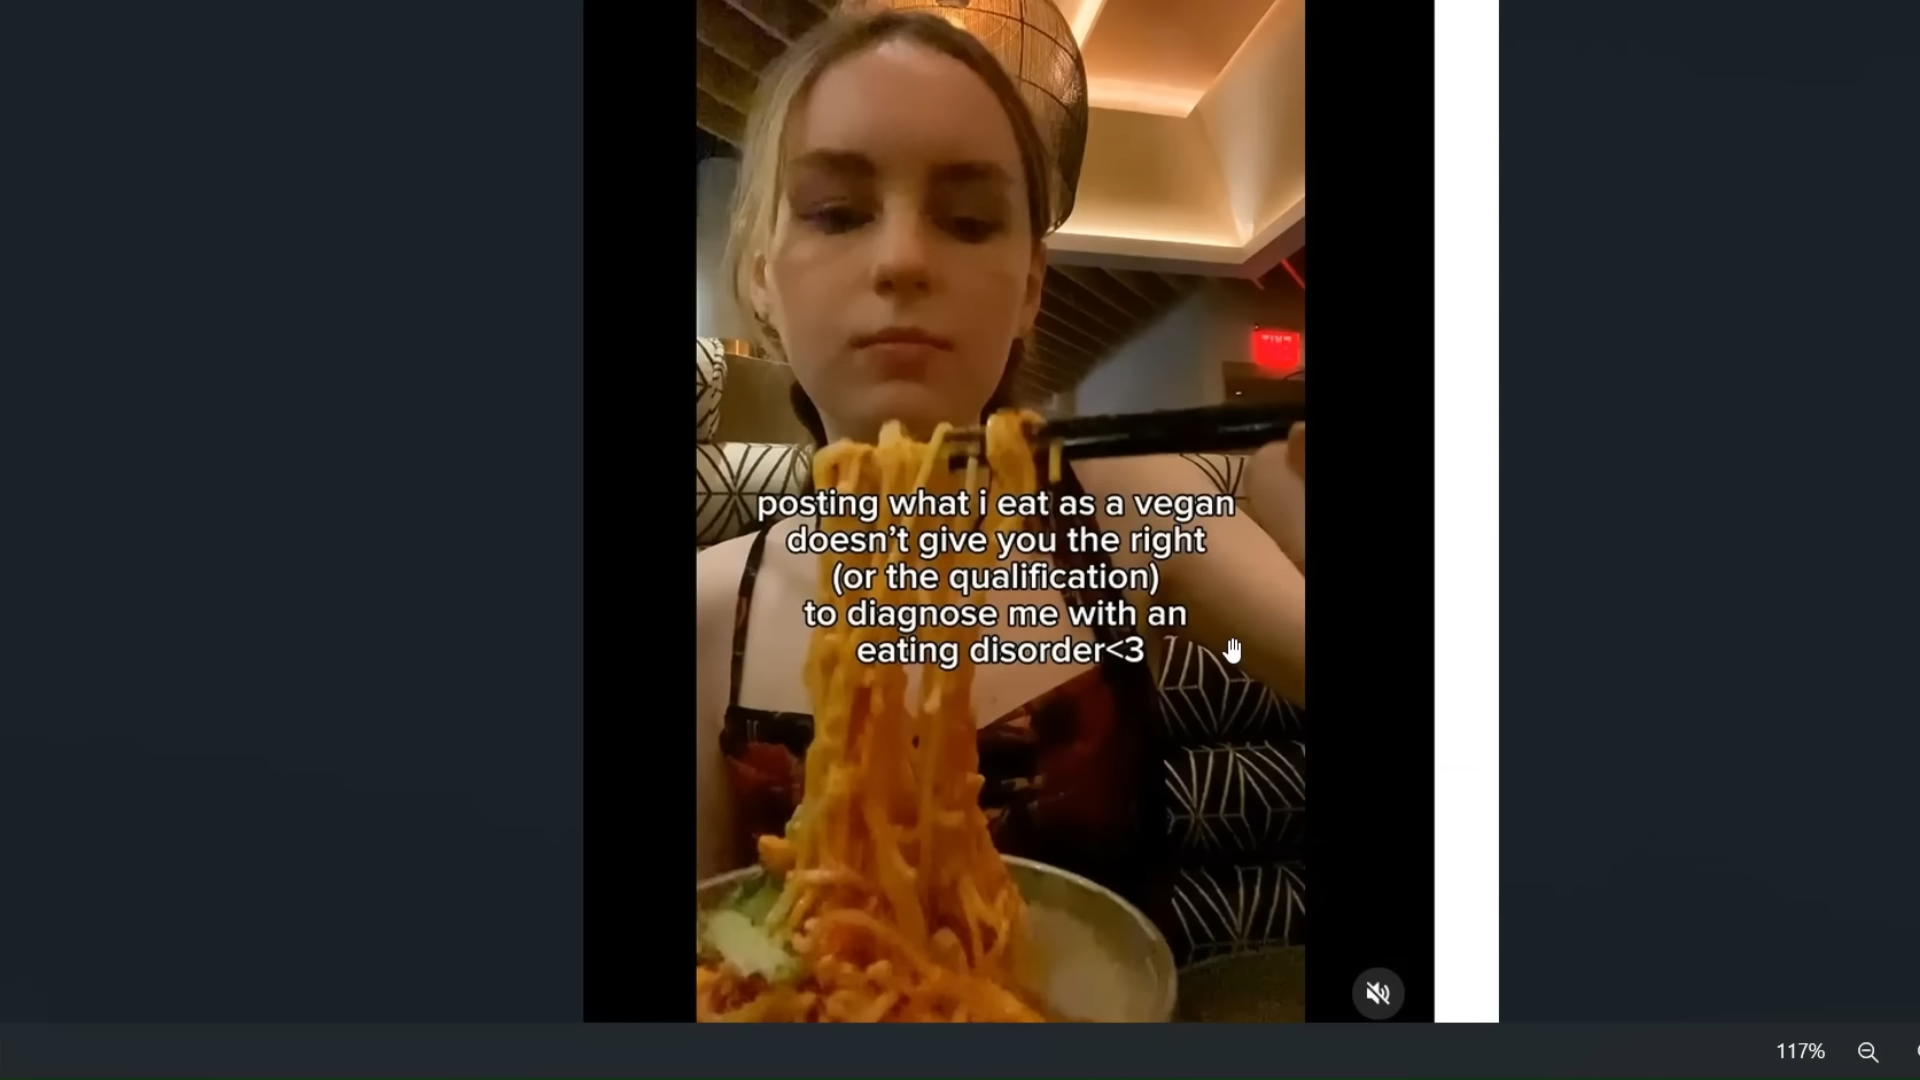 posting what i eat as a vegan
doesn't give you the right
(or the qualification)
to diagnose me with an
eating disorder<3
117%